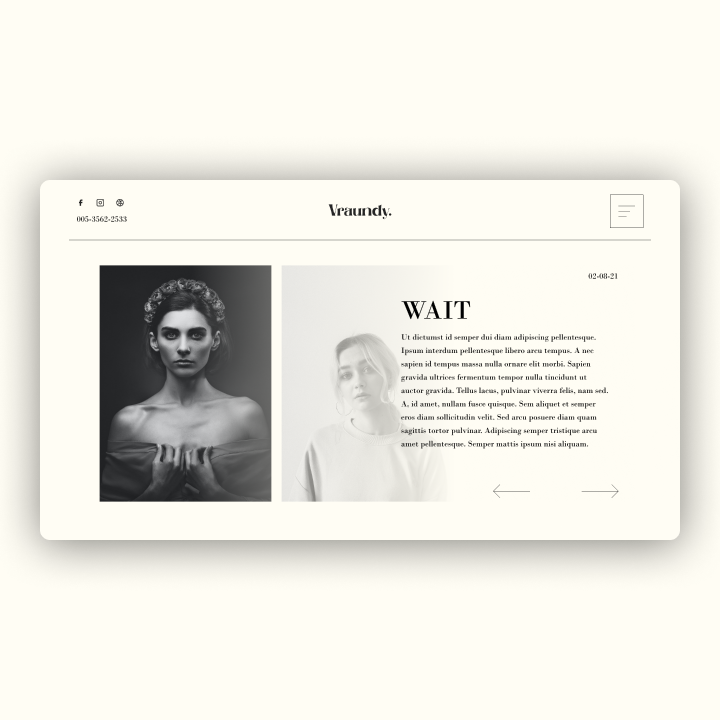 005-3562-2533
Vraundy.
02-08-21
WAIT
Ut dictumst id semper dui diam adipiscing pellentesque.
Ipsum interdum pellentesque libero arcu tempus. A nec
sapien id tempus massa nulla ornare elit morbi. Sapien
gravida ultrices fermentum tempor nulla tincidunt ut
auctor gravida. Tellus lacus, pulvinar viverra felis, nam sed.
A, id amet, nullam fusce quisque. Sem aliquet et semper
eros diam sollicitudin velit. Sed arcu posuere diam quam
sagittis tortor pulvinar. Adipiscing semper tristique arcu
amet pellentesque. Semper mattis ipsum nisi aliquam.